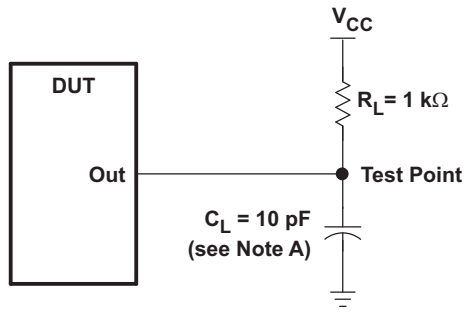 V_CC
DUT
R_L = 1 kΩ
Out
Test Point
C_L = 10 pF
(see Note A)